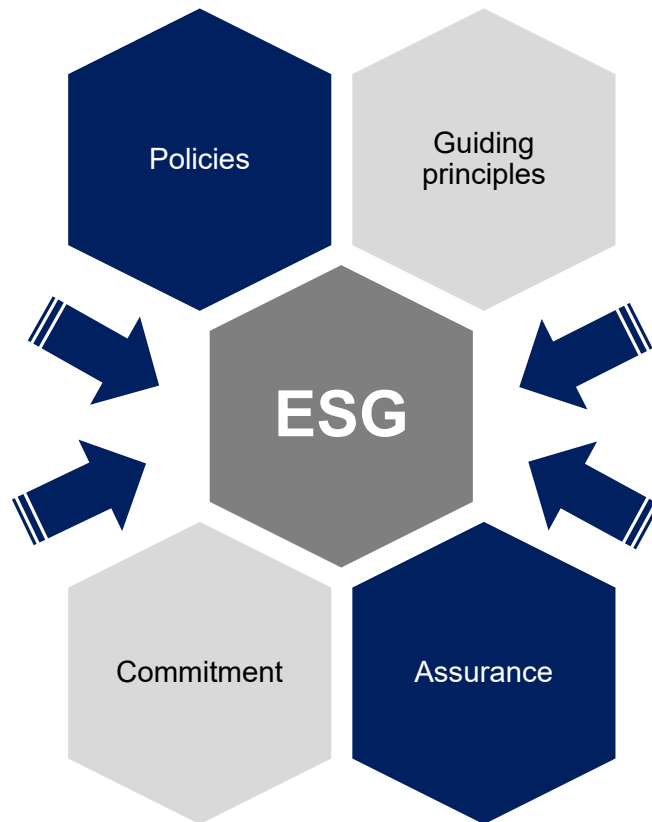 Policies
Guiding
principles
ESG
Commitment
Assurance